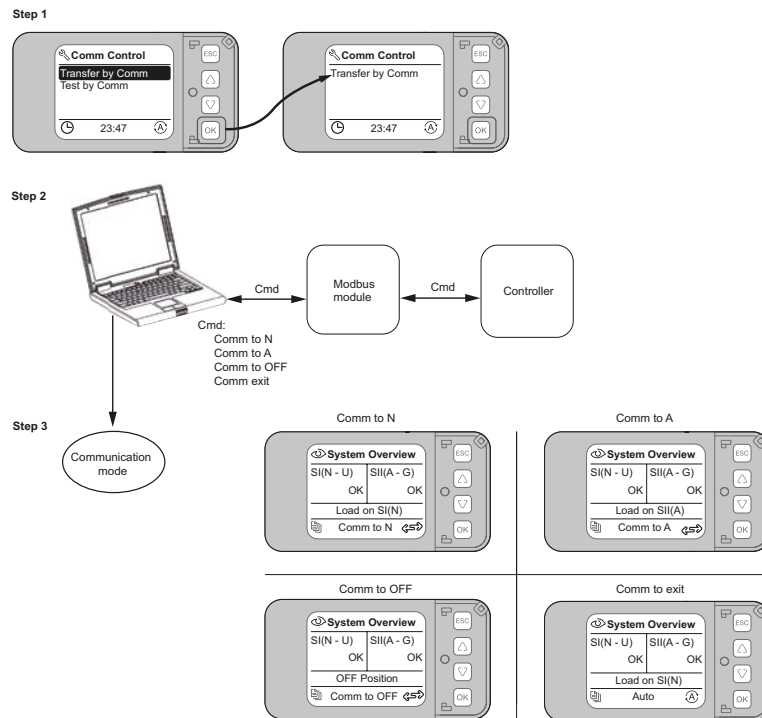 Step 1
Comm Control
Transfer by Comm
Test by Comm
23:47
A
ESC
OK
Comm Control
Transfer by Comm
23:47
A
ESC
OK
Step 2
Cmd
Modbus
module
Cmd
Controller
Cmd:
Comm to N
Comm to A
Comm to OFF
Comm exit
Step 3
Communication
mode
Comm to N
System Overview
SI(N - U) SII(A - G)
OK OK
Load on SI(N)
Comm to N
ESC
OK
Comm to A
System Overview
SI(N - U) SII(A - G)
OK OK
Load on SII(A)
Comm to A
ESC
OK
Comm to OFF
System Overview
SI(N - U) SII(A - G)
OK OK
OFF Position
Comm to OFF
ESC
OK
Comm to exit
System Overview
SI(N - U) SII(A - G)
OK OK
Load on SI(N)
Auto A
ESC
OK